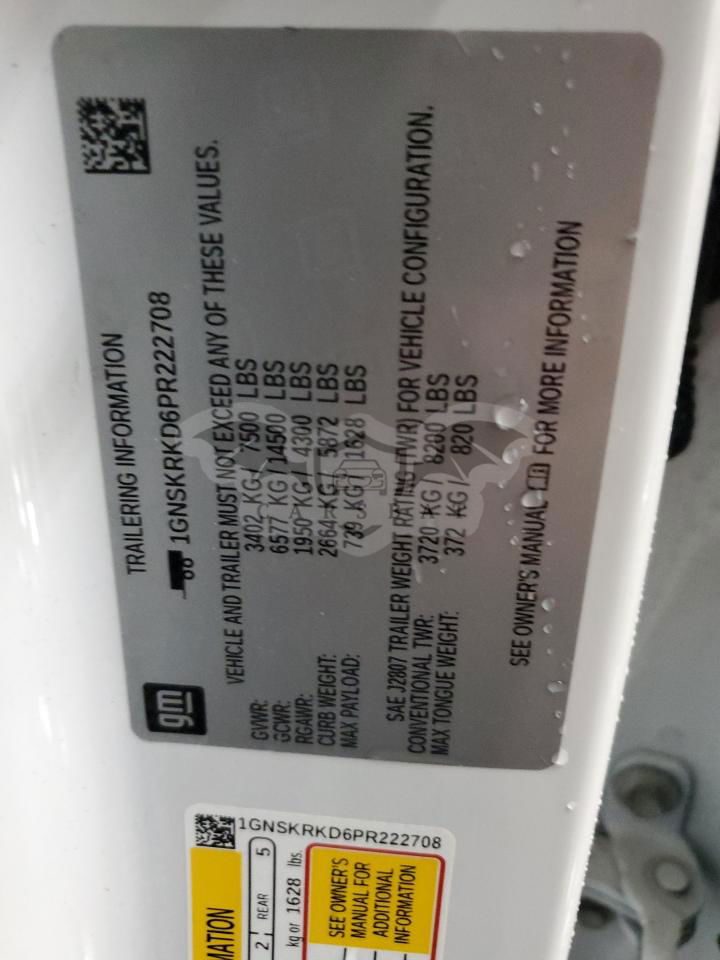 TRAILERING INFORMATION
1GNSKRKD6PR222708
gm
VEHICLE AND TRAILER MUST NOT EXCEED ANY OF THESE VALUES.
GVWR: 3402 KG / 7500 LBS
GCWR: 6577 KG / 14500 LBS
RGAWR: 1950 KG / 4300 LBS
CURB WEIGHT: 2664 KG / 5872 LBS
MAX PAYLOAD: 739 KG / 1628 LBS
SAE J2807 TRAILER WEIGHT RATING (TWR) FOR VEHICLE CONFIGURATION.
CONVENTIONAL TWR: 3720 KG / 8200 LBS
MAX TONGUE WEIGHT: 372 KG / 820 LBS
SEE OWNER'S MANUAL FOR MORE INFORMATION
1GNSKRKD6PR222708
MATION
2 REAR 5
kg or 1628 lbs.
SEE OWNER'S
MANUAL FOR
ADDITIONAL
INFORMATION